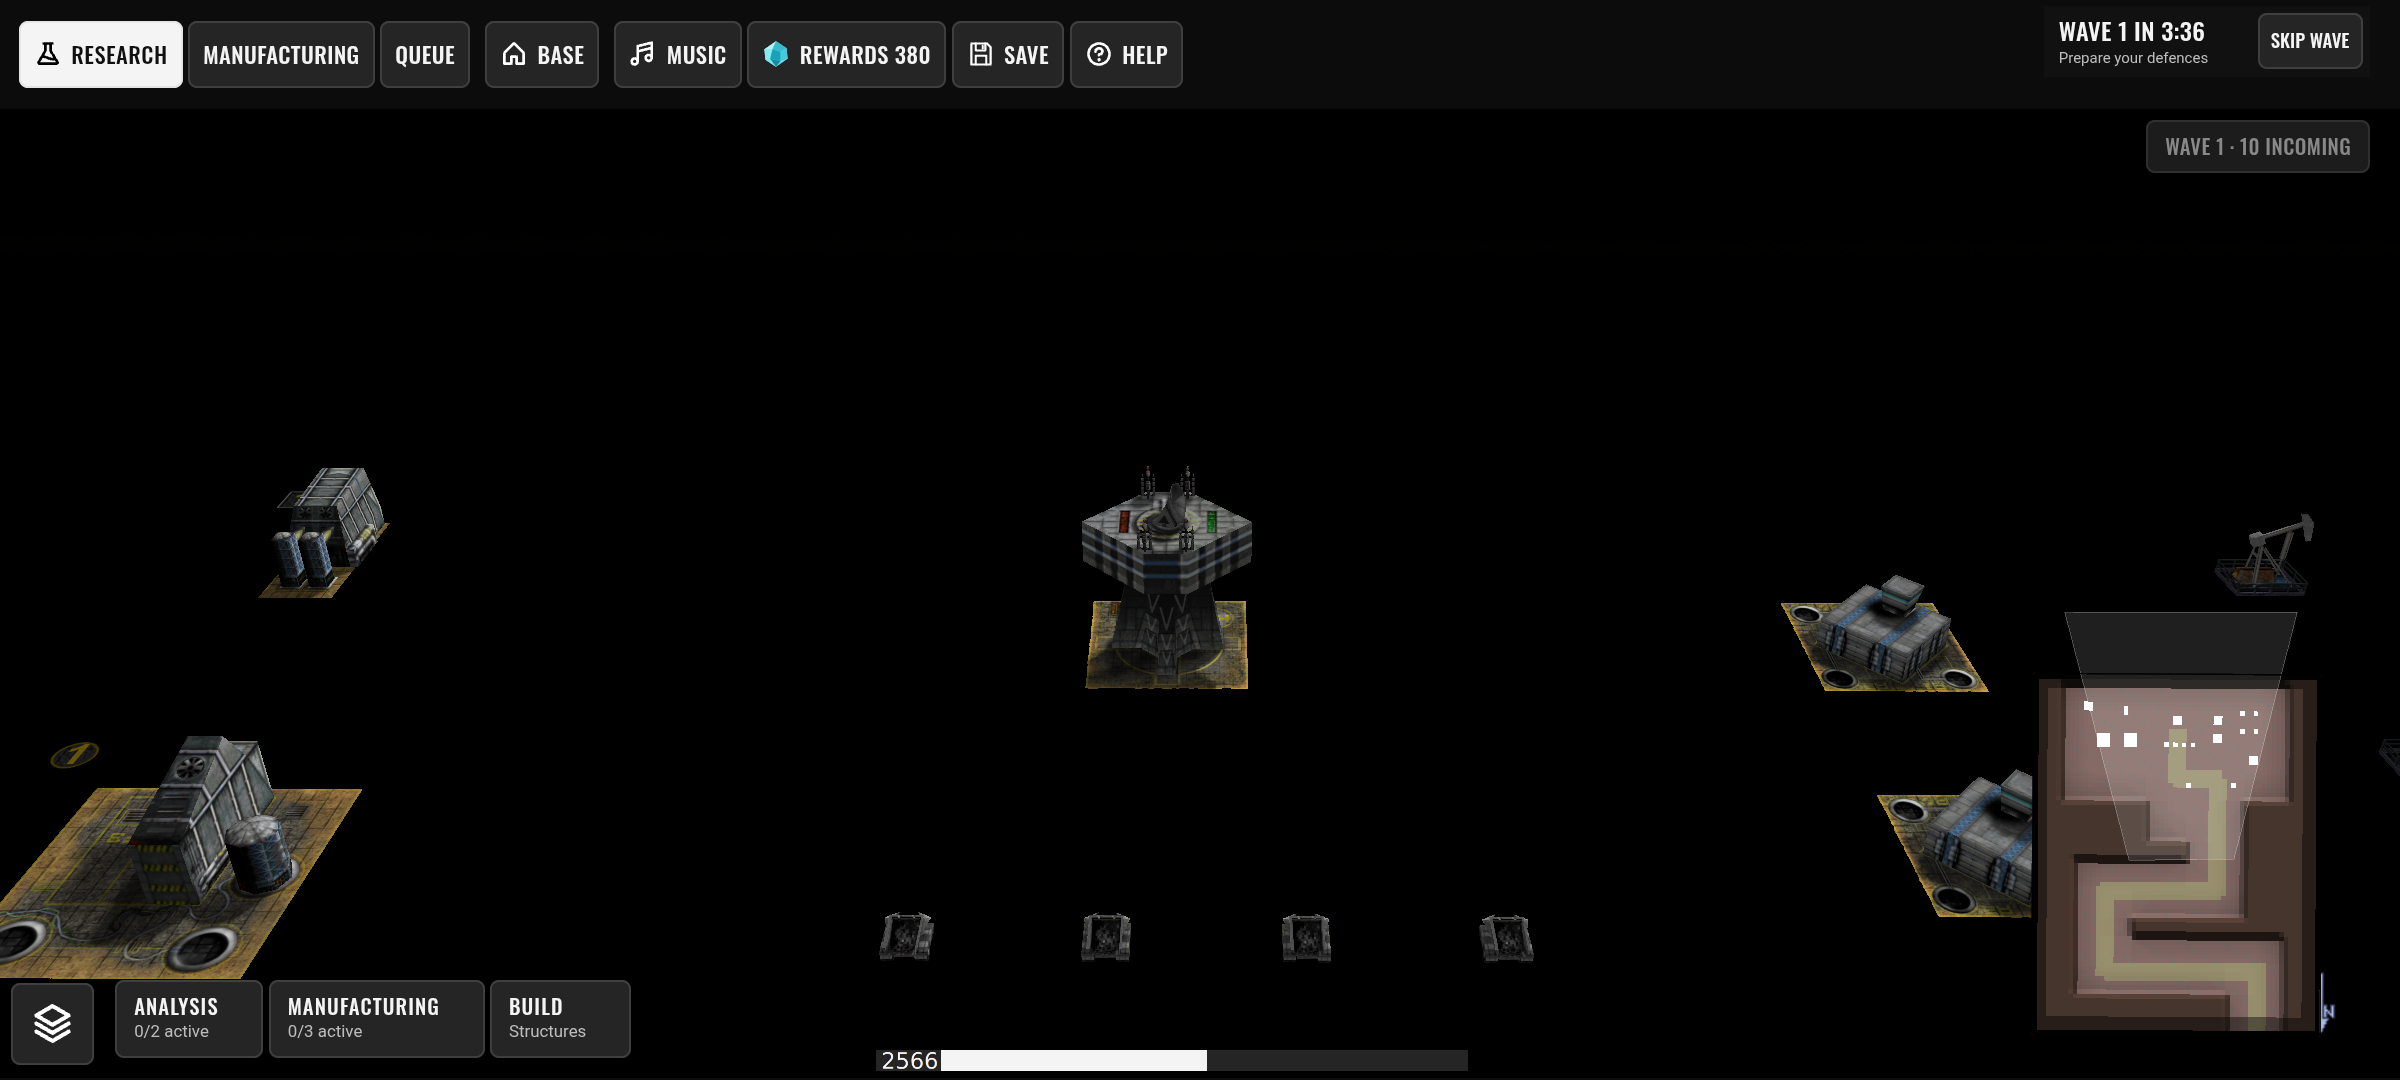 RESEARCH
MANUFACTURING
QUEUE
BASE
MUSIC
REWARDS 380
SAVE
HELP
WAVE 1 IN 3:36
Prepare your defences
SKIP WAVE
WAVE 1 · 10 INCOMING
1
ANALYSIS
0/2 active
MANUFACTURING
0/3 active
BUILD
Structures
2566
N